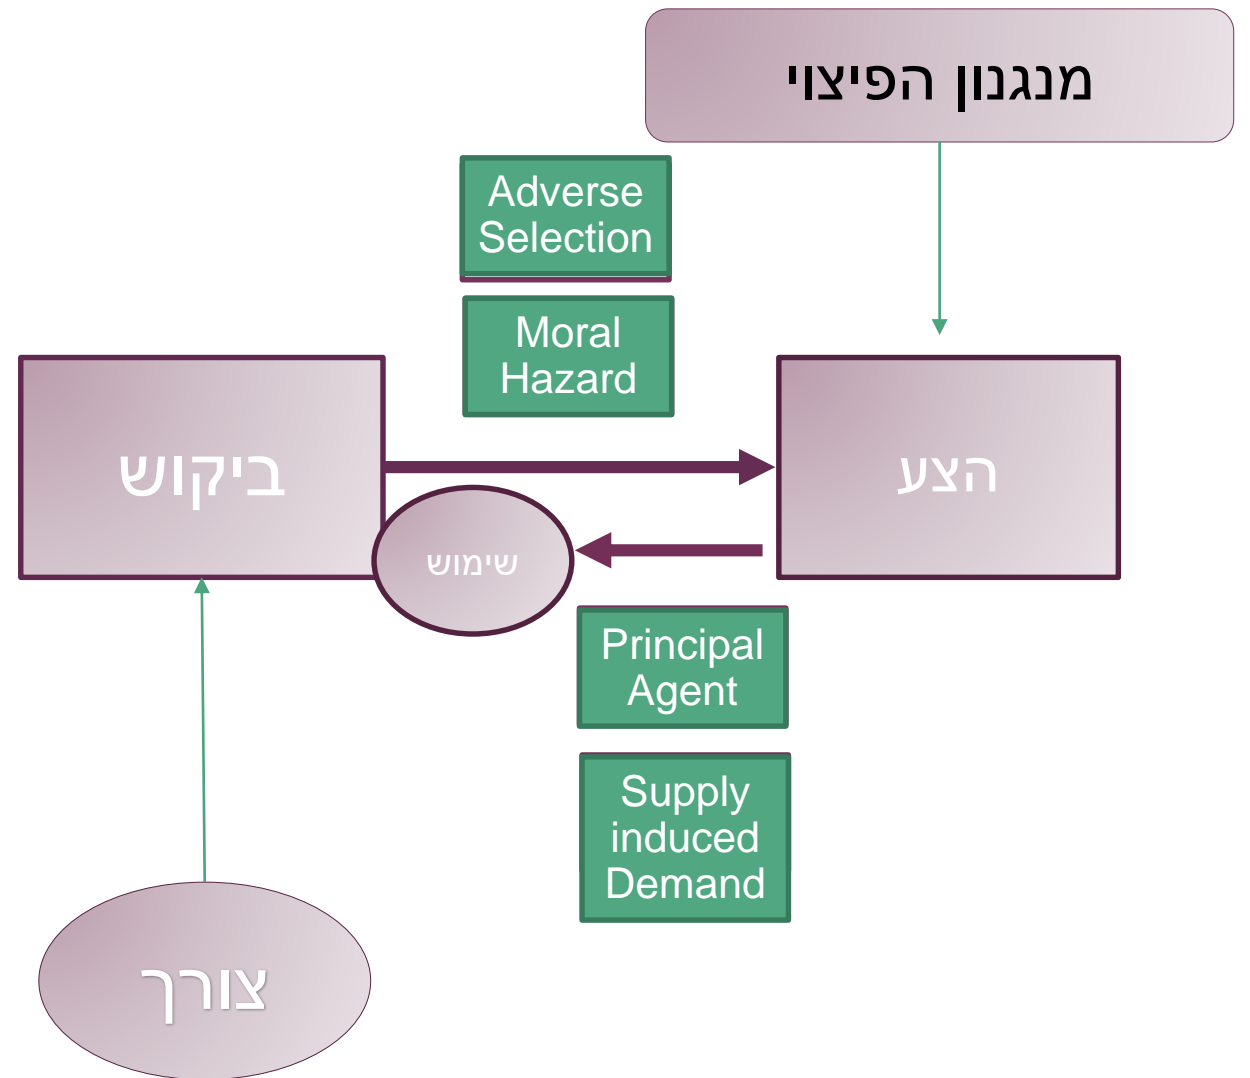 מנגנון הפיצוי
Adverse
Selection
Moral
Hazard
ביקוש
הצע
שימוש
Principal
Agent
Supply
induced
Demand
צורך